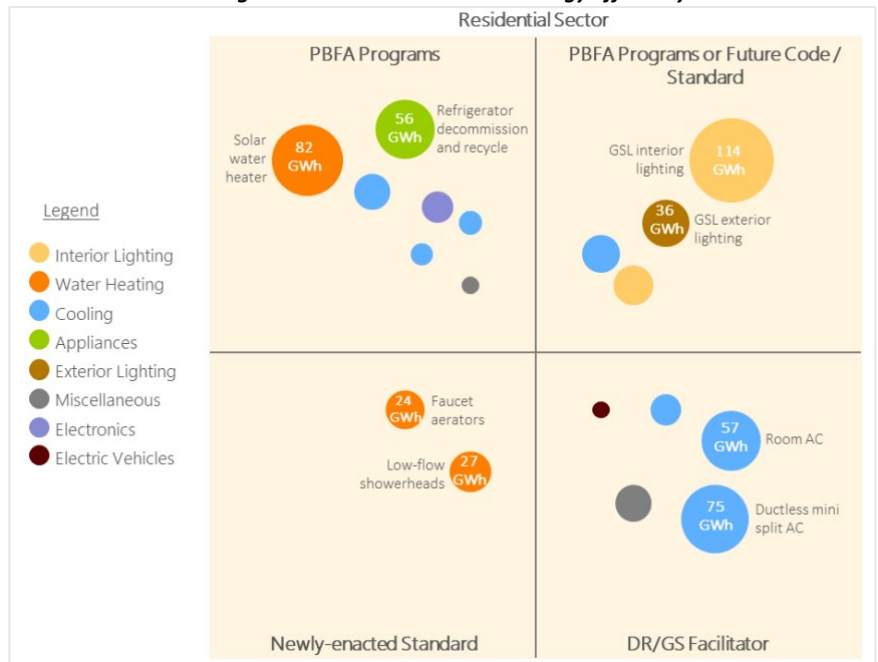 Residential Sector
PBFA Programs
PBFA Programs or Future Code /
Standard
Solar
water
heater
82
GWh
56
GWh
Refrigerator
decommission
and recycle
GSL interior
lighting
114
GWh
36
GWh
GSL exterior
lighting
Legend
Interior Lighting
Water Heating
Cooling
Appliances
Exterior Lighting
Miscellaneous
Electronics
Electric Vehicles
24
GWh
Faucet
aerators
Low-flow
showerheads
27
GWh
57
GWh
Room AC
75
GWh
Ductless mini
split AC
Newly-enacted Standard
DR/GS Facilitator